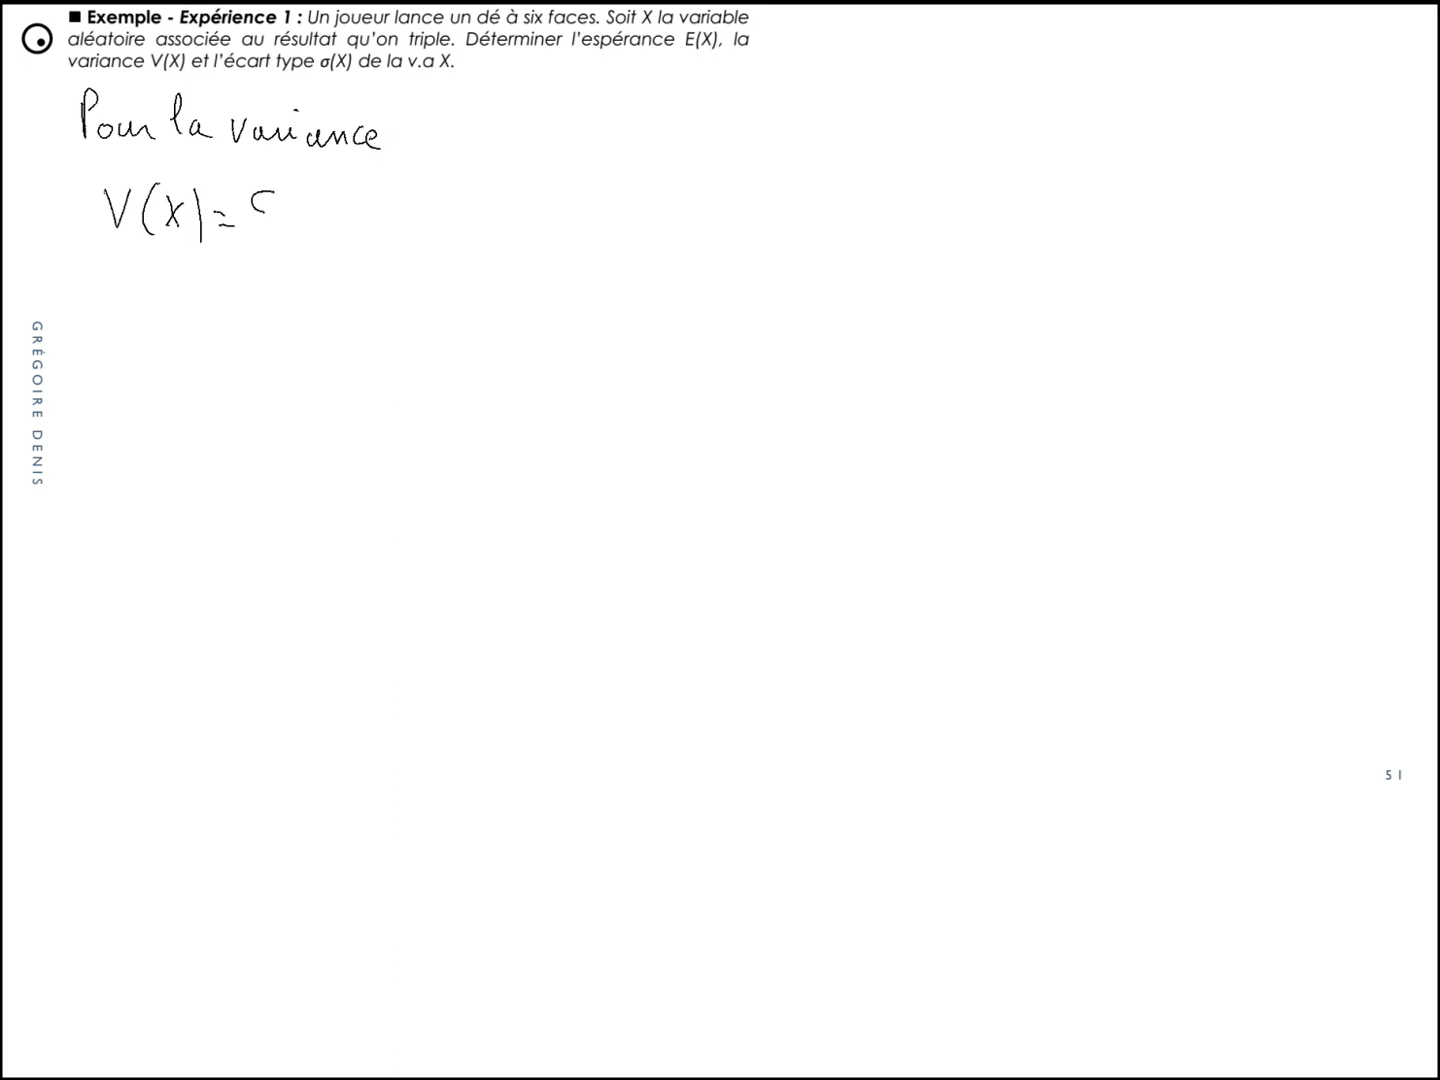 ■ Exemple - Expérience 1 : Un joueur lance un dé à six faces. Soit X la variable
aléatoire associée au résultat qu'on triple. Déterminer l'espérance E(X), la
variance V(X) et l'écart type σ(X) de la v.a X.
Pour la variance
V(X)=
GRÉGOIRE DENIS
51